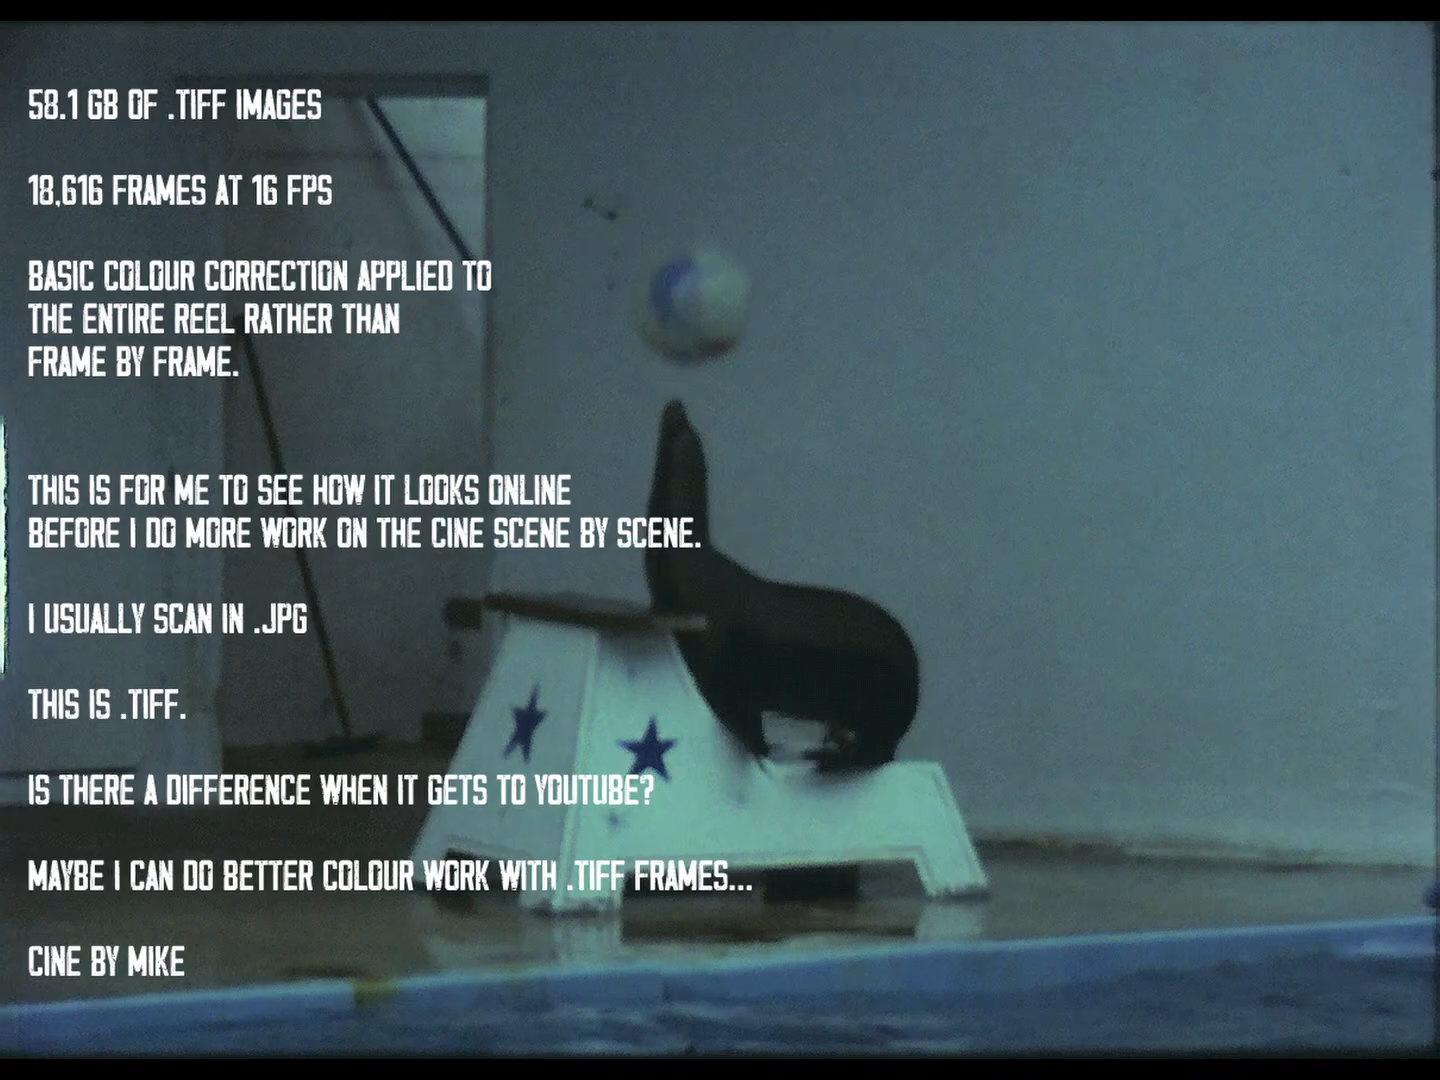 58.1 GB OF .TIFF IMAGES
18,616 FRAMES AT 16 FPS
BASIC COLOUR CORRECTION APPLIED TO
THE ENTIRE REEL RATHER THAN
FRAME BY FRAME.
THIS IS FOR ME TO SEE HOW IT LOOKS ONLINE
BEFORE I DO MORE WORK ON THE CINE SCENE BY SCENE.
I USUALLY SCAN IN .JPG
THIS IS .TIFF.
IS THERE A DIFFERENCE WHEN IT GETS TO YOUTUBE?
MAYBE I CAN DO BETTER COLOUR WORK WITH .TIFF FRAMES...
CINE BY MIKE